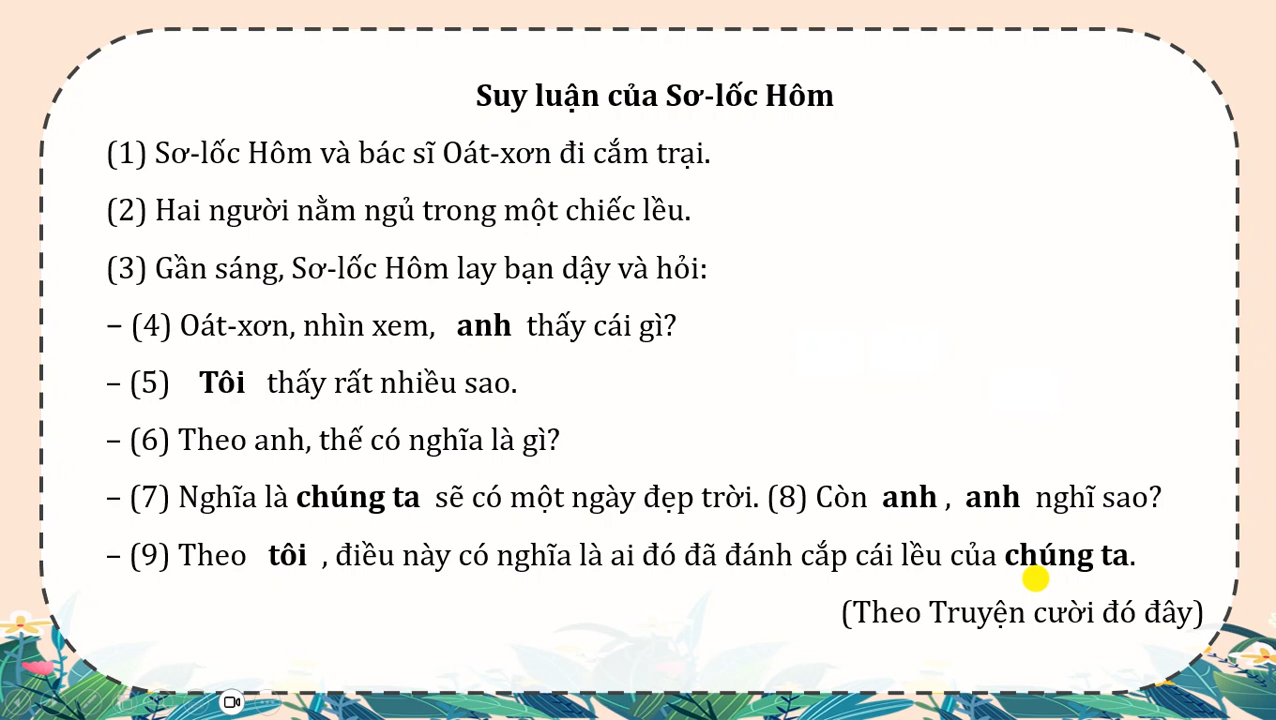 Suy luận của Sơ-lốc Hôm
(1) Sơ-lốc Hôm và bác sĩ Oát-xơn đi cắm trại.
(2) Hai người nằm ngủ trong một chiếc lều.
(3) Gần sáng, Sơ-lốc Hôm lay bạn dậy và hỏi:
– (4) Oát-xơn, nhìn xem, anh thấy cái gì?
– (5) Tôi thấy rất nhiều sao.
– (6) Theo anh, thế có nghĩa là gì?
– (7) Nghĩa là chúng ta sẽ có một ngày đẹp trời. (8) Còn anh , anh nghĩ sao?
– (9) Theo tôi , điều này có nghĩa là ai đó đã đánh cắp cái lều của chúng ta.
(Theo Truyện cười đó đây)